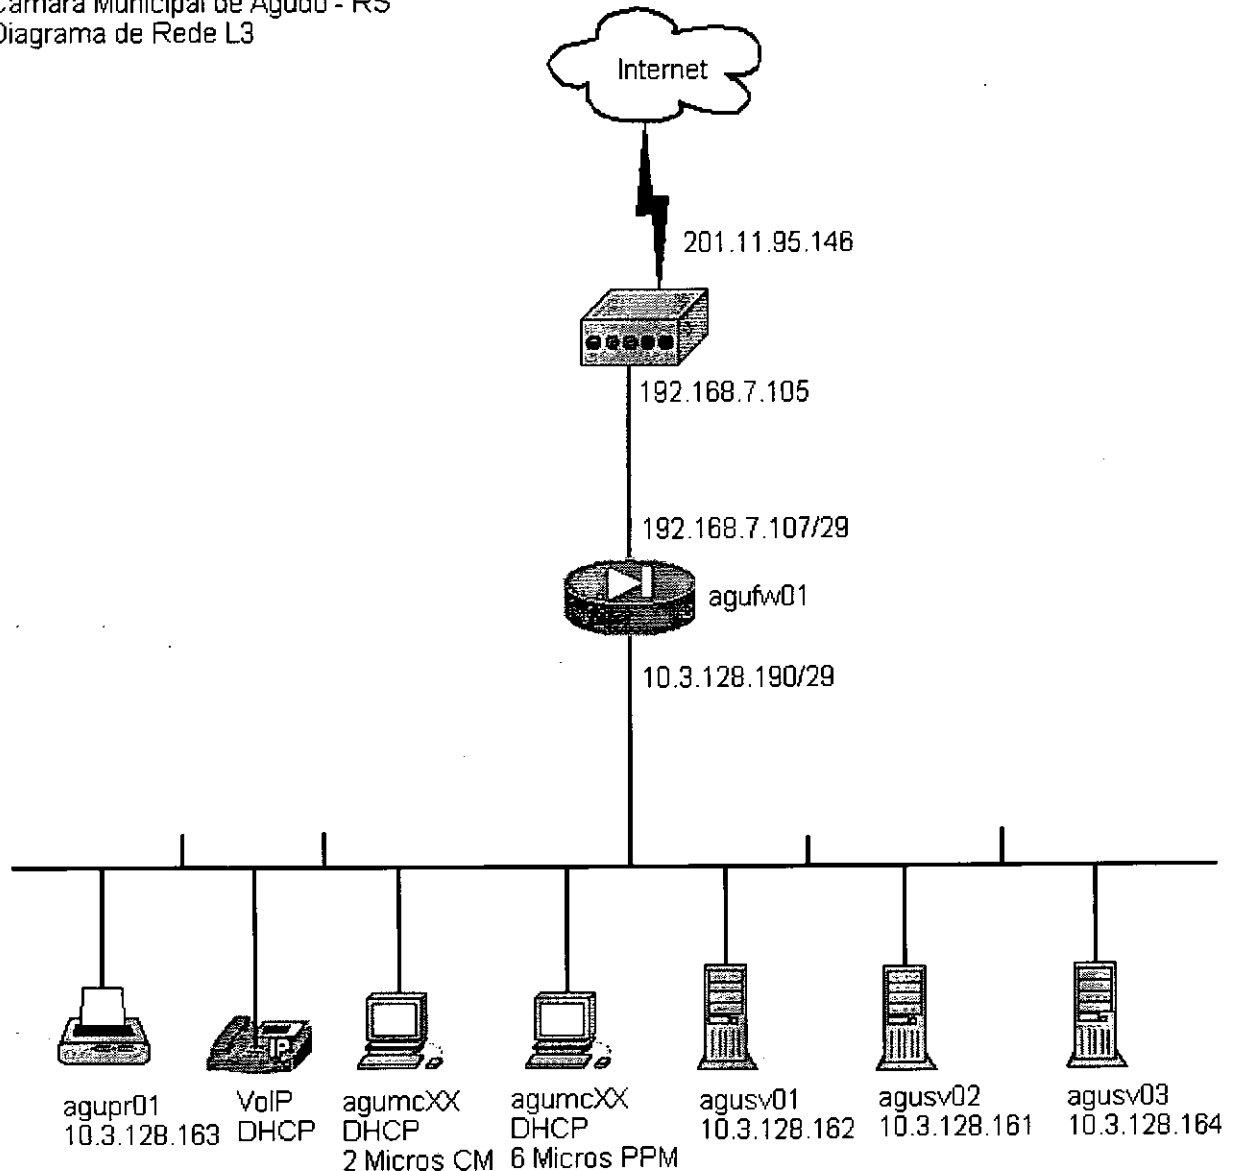 Câmara Municipal de Agudo - RS
Diagrama de Rede L3
Internet
201.11.95.146
192.168.7.105
192.168.7.107/29
agufw01
10.3.128.190/29
IP
agupr01
10.3.128.163
VoIP
DHCP
agumcXX
DHCP
2 Micros CM
agumcXX
DHCP
6 Micros PPM
agusv01
10.3.128.162
agusv02
10.3.128.161
agusv03
10.3.128.164